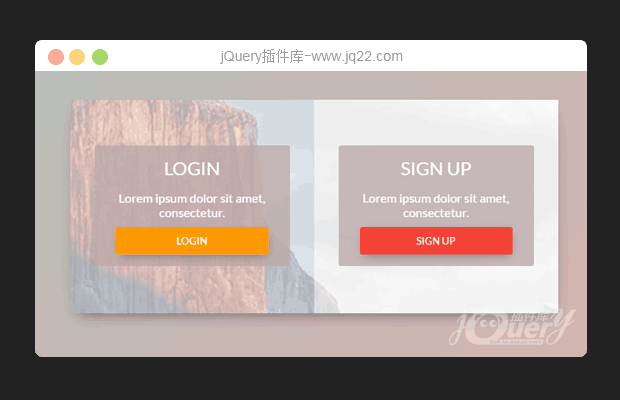 jQuery插件库-www.jq22.com
LOGIN
Lorem ipsum dolor sit amet,
consectetur.
LOGIN
SIGN UP
Lorem ipsum dolor sit amet,
consectetur.
SIGN UP
jQuery
插件库